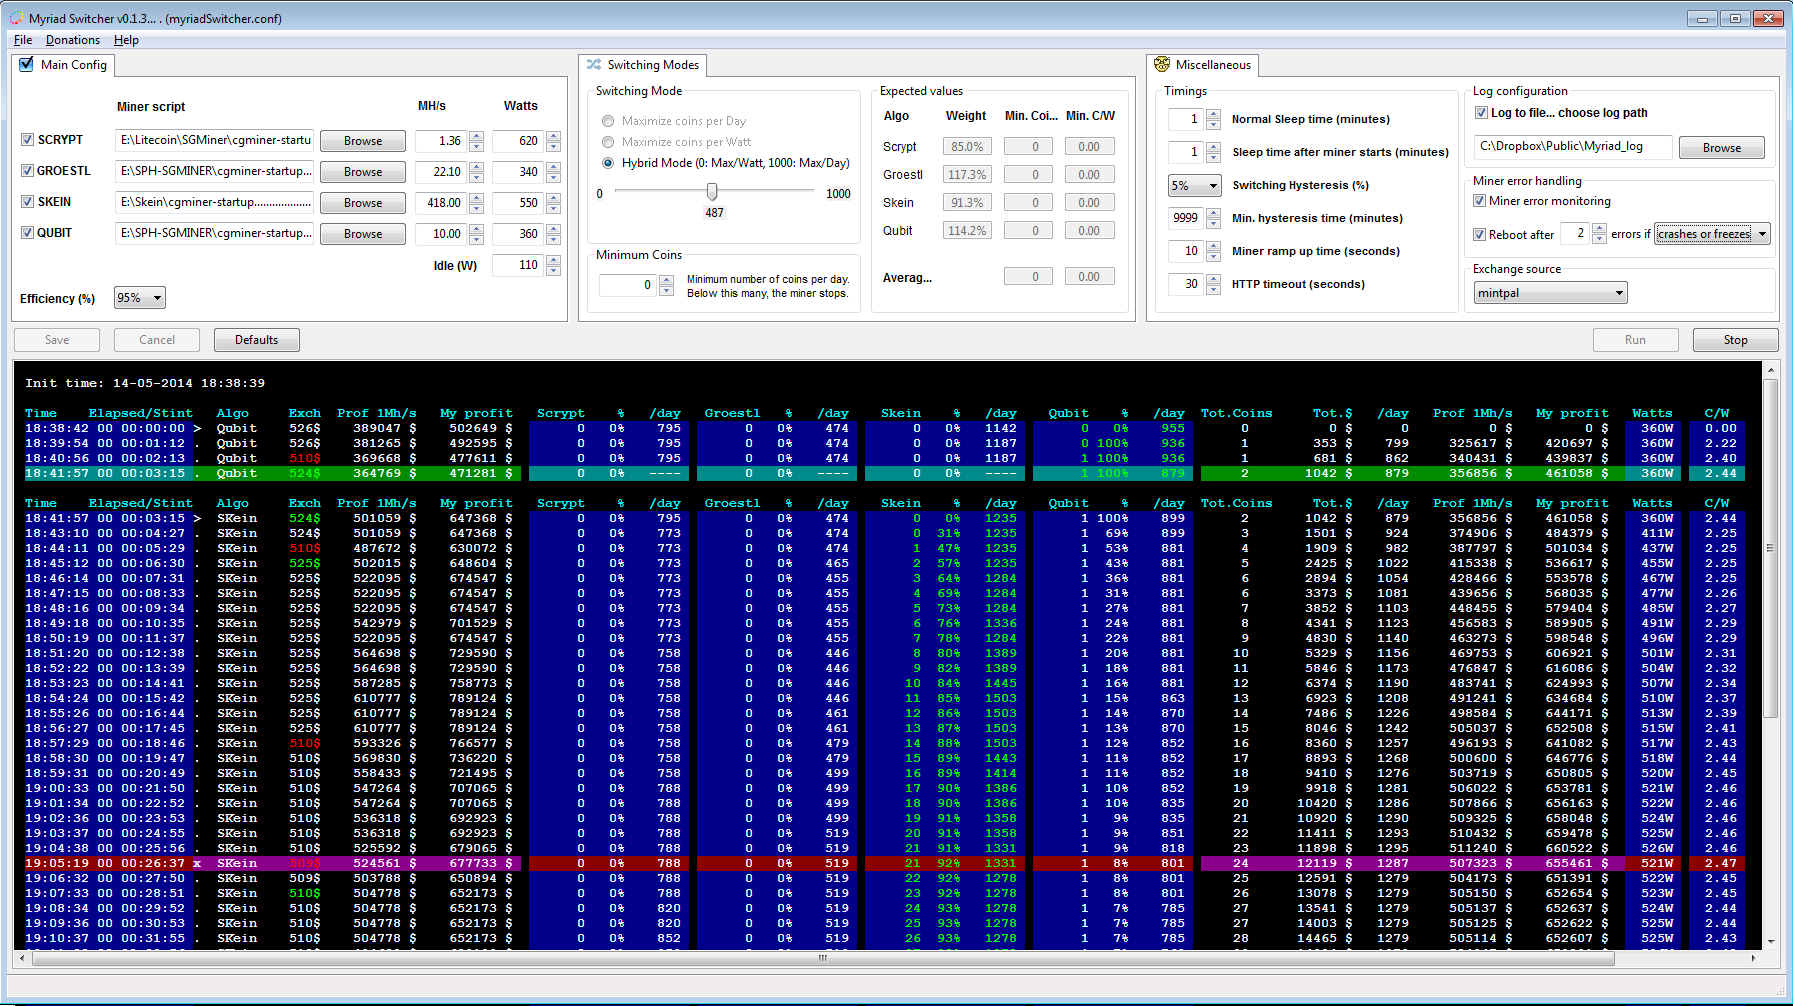 Myriad Switcher v0.1.3... . (myriadSwitcher.conf)
File Donations Help
Main Config
Miner script MH/s Watts
SCRYPT E:\Litecoin\SGMiner\cgminer-startu Browse 1.36 620
GROESTL E:\SPH-SGMINER\cgminer-startup... Browse 22.10 340
SKEIN E:\Skein\cgminer-startup................... Browse 418.00 550
QUBIT E:\SPH-SGMINER\cgminer-startup... Browse 10.00 360
Idle (W) 110
Efficiency (%) 95%
Switching Modes
Switching Mode
Maximize coins per Day
Maximize coins per Watt
Hybrid Mode (0: Max/Watt, 1000: Max/Day)
0 1000
487
Minimum Coins
0 Minimum number of coins per day.
Below this many, the miner stops.
Expected values
Algo Weight Min. Coi... Min. C/W
Scrypt 85.0% 0 0.00
Groestl 117.3% 0 0.00
Skein 91.3% 0 0.00
Qubit 114.2% 0 0.00
Averag... 0 0.00
Miscellaneous
Timings
1 Normal Sleep time (minutes)
1 Sleep time after miner starts (minutes)
5% Switching Hysteresis (%)
9999 Min. hysteresis time (minutes)
10 Miner ramp up time (seconds)
30 HTTP timeout (seconds)
Log configuration
Log to file... choose log path
C:\Dropbox\Public\Myriad_log Browse
Miner error handling
Miner error monitoring
Reboot after 2 errors if crashes or freezes
Exchange source
mintpal
Save Cancel Defaults Run Stop
Init time: 14-05-2014 18:38:39
Time Elapsed/Stint Algo Exch Prof 1Mh/s My profit Scrypt % /day Groestl % /day Skein % /day Qubit % /day Tot.Coins Tot.$ /day Prof 1Mh/s My profit Watts C/W
18:38:42 00 00:00:00 > Qubit 526$ 389047 $ 502649 $ 0 0% 795 0 0% 474 0 0% 1142 0 0% 955 0 0 $ 0 0 $ 0 $ 360W 0.00
18:39:54 00 00:01:12 . Qubit 526$ 381265 $ 492595 $ 0 0% 795 0 0% 474 0 0% 1187 0 100% 936 1 353 $ 799 325617 $ 420697 $ 360W 2.22
18:40:56 00 00:02:13 . Qubit 510$ 369668 $ 477611 $ 0 0% 795 0 0% 474 0 0% 1187 1 100% 936 1 681 $ 862 340431 $ 439837 $ 360W 2.40
18:41:57 00 00:03:15 . Qubit 524$ 364769 $ 471281 $ 0 0% ---- 0 0% ---- 0 0% ---- 1 100% 879 2 1042 $ 879 356856 $ 461058 $ 360W 2.44
Time Elapsed/Stint Algo Exch Prof 1Mh/s My profit Scrypt % /day Groestl % /day Skein % /day Qubit % /day Tot.Coins Tot.$ /day Prof 1Mh/s My profit Watts C/W
18:41:57 00 00:03:15 > SKein 524$ 501059 $ 647368 $ 0 0% 795 0 0% 474 0 0% 1235 1 100% 899 2 1042 $ 879 356856 $ 461058 $ 360W 2.44
18:43:10 00 00:04:27 . SKein 524$ 501059 $ 647368 $ 0 0% 773 0 0% 474 0 31% 1235 1 69% 899 3 1501 $ 924 374906 $ 484379 $ 411W 2.25
18:44:11 00 00:05:29 . SKein 510$ 487672 $ 630072 $ 0 0% 773 0 0% 474 1 47% 1235 1 53% 881 4 1909 $ 982 387797 $ 501034 $ 437W 2.25
18:45:12 00 00:06:30 . SKein 525$ 502015 $ 648604 $ 0 0% 773 0 0% 465 2 57% 1235 1 43% 881 5 2425 $ 1022 415338 $ 536617 $ 455W 2.25
18:46:14 00 00:07:31 . SKein 525$ 522095 $ 674547 $ 0 0% 773 0 0% 455 3 64% 1284 1 36% 881 6 2894 $ 1054 428466 $ 553578 $ 467W 2.25
18:47:15 00 00:08:33 . SKein 525$ 522095 $ 674547 $ 0 0% 773 0 0% 455 4 69% 1284 1 31% 881 6 3373 $ 1081 439656 $ 568035 $ 477W 2.26
18:48:16 00 00:09:34 . SKein 525$ 522095 $ 674547 $ 0 0% 773 0 0% 455 5 73% 1284 1 27% 881 7 3852 $ 1103 448455 $ 579404 $ 485W 2.27
18:49:18 00 00:10:35 . SKein 525$ 542979 $ 701529 $ 0 0% 773 0 0% 455 6 76% 1336 1 24% 881 8 4341 $ 1123 456583 $ 589905 $ 491W 2.29
18:50:19 00 00:11:37 . SKein 525$ 522095 $ 674547 $ 0 0% 773 0 0% 455 7 78% 1284 1 22% 881 9 4830 $ 1140 463273 $ 598548 $ 496W 2.29
18:51:20 00 00:12:38 . SKein 525$ 564698 $ 729590 $ 0 0% 758 0 0% 446 8 80% 1389 1 20% 881 10 5329 $ 1156 469753 $ 606921 $ 501W 2.31
18:52:22 00 00:13:39 . SKein 525$ 564698 $ 729590 $ 0 0% 758 0 0% 446 9 82% 1389 1 18% 881 11 5846 $ 1173 476847 $ 616086 $ 504W 2.32
18:53:23 00 00:14:41 . SKein 525$ 587285 $ 758773 $ 0 0% 758 0 0% 446 10 84% 1445 1 16% 881 12 6374 $ 1190 483741 $ 624993 $ 507W 2.34
18:54:24 00 00:15:42 . SKein 525$ 610777 $ 789124 $ 0 0% 758 0 0% 446 11 85% 1503 1 15% 863 13 6923 $ 1208 491241 $ 634684 $ 510W 2.37
18:55:26 00 00:16:44 . SKein 525$ 610777 $ 789124 $ 0 0% 758 0 0% 461 12 86% 1503 1 14% 870 14 7486 $ 1226 498584 $ 644171 $ 513W 2.39
18:56:27 00 00:17:45 . SKein 525$ 610777 $ 789124 $ 0 0% 758 0 0% 461 13 87% 1503 1 13% 870 15 8046 $ 1242 505037 $ 652508 $ 515W 2.41
18:57:29 00 00:18:46 . SKein 510$ 593326 $ 766577 $ 0 0% 758 0 0% 479 14 88% 1503 1 12% 852 16 8360 $ 1257 496193 $ 641082 $ 517W 2.43
18:58:30 00 00:19:47 . SKein 510$ 569830 $ 736220 $ 0 0% 758 0 0% 479 15 89% 1443 1 11% 852 17 8893 $ 1268 500600 $ 646776 $ 518W 2.44
18:59:31 00 00:20:49 . SKein 510$ 558433 $ 721495 $ 0 0% 758 0 0% 499 16 89% 1414 1 11% 852 18 9410 $ 1276 503719 $ 650805 $ 520W 2.45
19:00:33 00 00:21:50 . SKein 510$ 547264 $ 707065 $ 0 0% 788 0 0% 499 17 90% 1386 1 10% 852 19 9918 $ 1281 506022 $ 653781 $ 521W 2.46
19:01:34 00 00:22:52 . SKein 510$ 547264 $ 707065 $ 0 0% 788 0 0% 499 18 90% 1386 1 10% 835 20 10420 $ 1286 507866 $ 656163 $ 522W 2.46
19:02:36 00 00:23:53 . SKein 510$ 536318 $ 692923 $ 0 0% 788 0 0% 499 19 91% 1358 1 9% 835 21 10920 $ 1290 509325 $ 658048 $ 524W 2.46
19:03:37 00 00:24:55 . SKein 510$ 536318 $ 692923 $ 0 0% 788 0 0% 519 20 91% 1358 1 9% 835 22 11411 $ 1293 510432 $ 659478 $ 525W 2.46
19:04:38 00 00:25:56 . SKein 510$ 525592 $ 679065 $ 0 0% 788 0 0% 519 21 91% 1331 1 9% 818 23 11898 $ 1295 511240 $ 660522 $ 526W 2.46
19:05:19 00 00:26:37 x SKein 509$ 524561 $ 677733 $ 0 0% 788 0 0% 519 21 92% 1331 1 8% 801 24 12119 $ 1287 507323 $ 655461 $ 521W 2.47
19:06:32 00 00:27:50 . SKein 509$ 503788 $ 650894 $ 0 0% 788 0 0% 519 22 92% 1278 1 8% 801 25 12591 $ 1279 504173 $ 651391 $ 522W 2.45
19:07:33 00 00:28:51 . SKein 510$ 504778 $ 652173 $ 0 0% 788 0 0% 519 23 92% 1278 1 8% 801 26 13078 $ 1279 505150 $ 652654 $ 523W 2.45
19:08:34 00 00:29:52 . SKein 510$ 504778 $ 652173 $ 0 0% 820 0 0% 519 24 93% 1278 1 7% 785 27 13541 $ 1279 505137 $ 652637 $ 524W 2.44
19:09:36 00 00:30:53 . SKein 510$ 504778 $ 652173 $ 0 0% 820 0 0% 519 25 93% 1278 1 7% 785 27 14003 $ 1279 505125 $ 652622 $ 524W 2.44
19:10:37 00 00:31:55 . SKein 510$ 504778 $ 652173 $ 0 0% 852 0 0% 519 26 93% 1278 1 7% 785 28 14465 $ 1279 505114 $ 652607 $ 525W 2.43